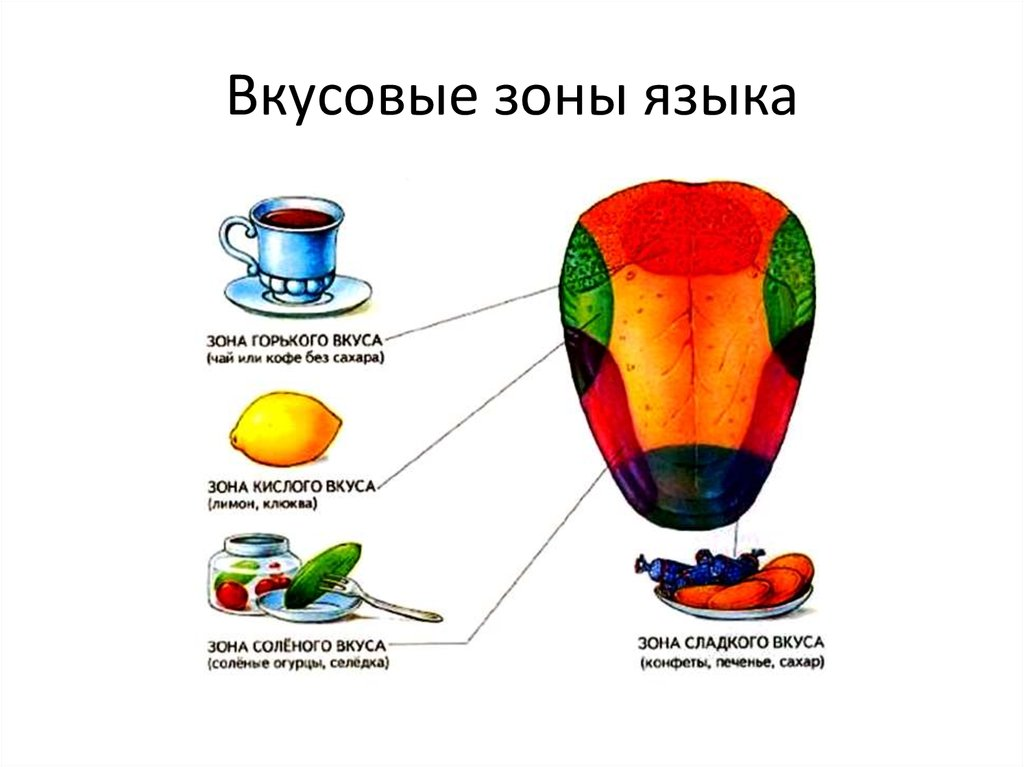 Вкусовые зоны языка
ЗОНА ГОРЬКОГО ВКУСА
(чай или кофе без сахара)
ЗОНА КИСЛОГО ВКУСА
(лимон, клюква)
ЗОНА СОЛЁНОГО ВКУСА
(солёные огурцы, селёдка)
ЗОНА СЛАДКОГО ВКУСА
(конфеты, печенье, сахар)